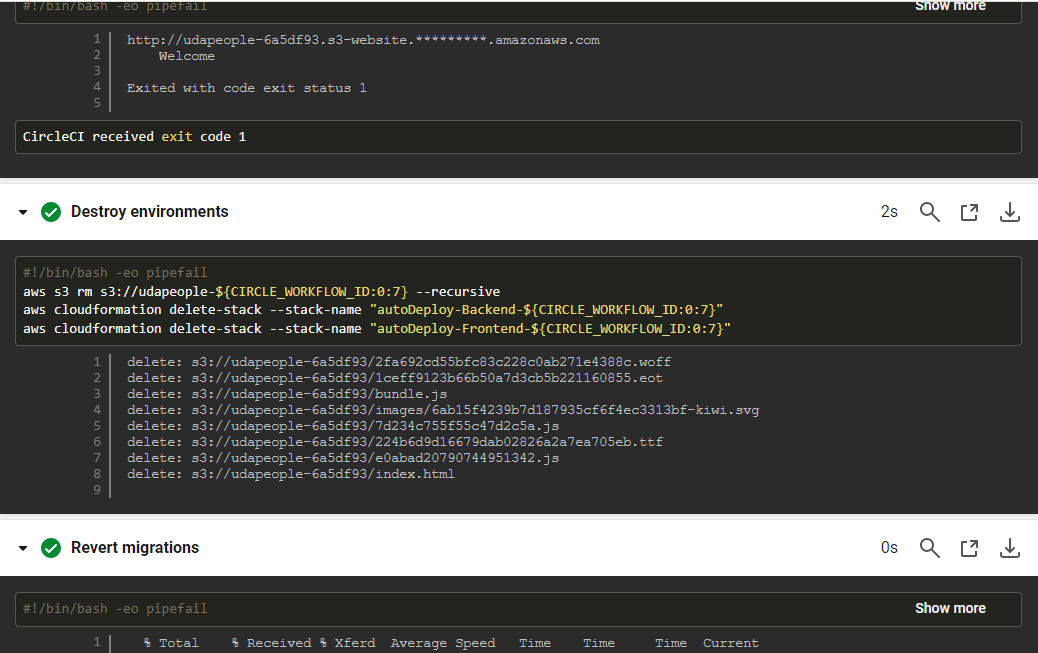 #!/bin/bash -eo pipefail
Show more
1 http://udapeople-6a5df93.s3-website.*********.amazonaws.com
2     Welcome
3
4 Exited with code exit status 1
5
CircleCI received exit code 1
Destroy environments 2s
#!/bin/bash -eo pipefail
aws s3 rm s3://udapeople-${CIRCLE_WORKFLOW_ID:0:7} --recursive
aws cloudformation delete-stack --stack-name "autoDeploy-Backend-${CIRCLE_WORKFLOW_ID:0:7}"
aws cloudformation delete-stack --stack-name "autoDeploy-Frontend-${CIRCLE_WORKFLOW_ID:0:7}"
1 delete: s3://udapeople-6a5df93/2fa692cd55bfc83c228c0ab271e4388c.woff
2 delete: s3://udapeople-6a5df93/1ceff9123b66b50a7d3cb5b221160855.eot
3 delete: s3://udapeople-6a5df93/bundle.js
4 delete: s3://udapeople-6a5df93/images/6ab15f4239b7d187935cf6f4ec3313bf-kiwi.svg
5 delete: s3://udapeople-6a5df93/7d234c755f55c47d2c5a.js
6 delete: s3://udapeople-6a5df93/224b6d9d16679dab02826a2a7ea705eb.ttf
7 delete: s3://udapeople-6a5df93/e0abad20790744951342.js
8 delete: s3://udapeople-6a5df93/index.html
9
Revert migrations 0s
#!/bin/bash -eo pipefail
Show more
1   % Total    % Received % Xferd  Average Speed   Time    Time     Time  Current